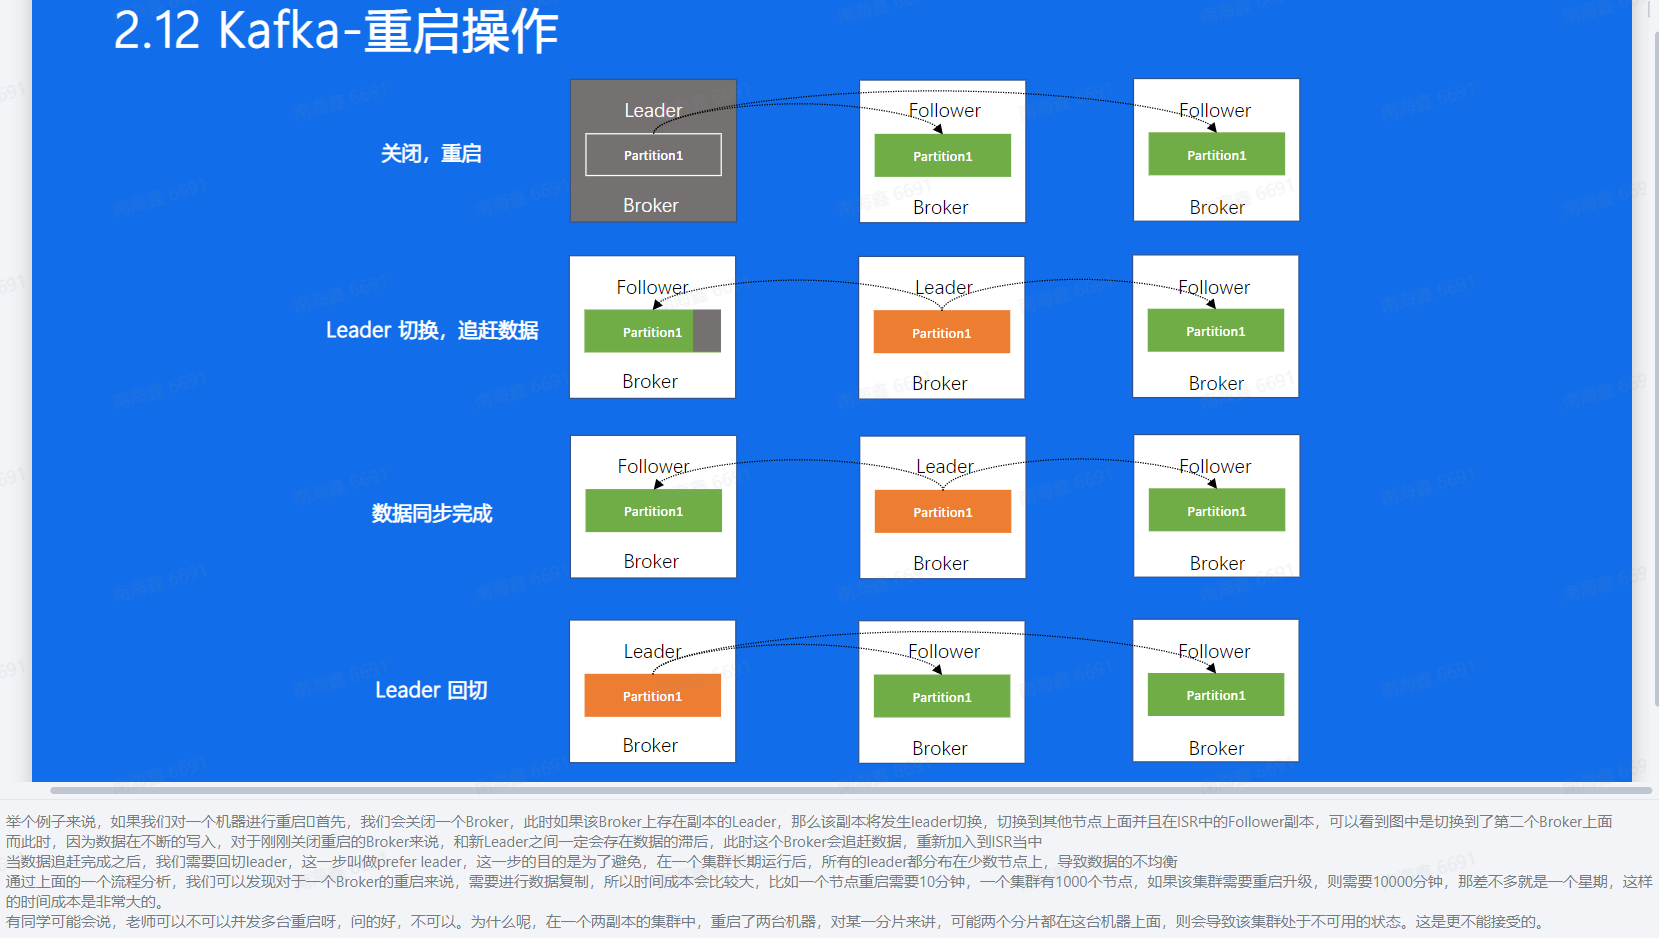 2.12 Kafka-重启操作
关闭，重启
Leader
Partition1
Broker
Follower
Partition1
Broker
Follower
Partition1
Broker
Leader 切换，追赶数据
Follower
Partition1
Broker
Leader
Partition1
Broker
Follower
Partition1
Broker
数据同步完成
Follower
Partition1
Broker
Leader
Partition1
Broker
Follower
Partition1
Broker
Leader 回切
Leader
Partition1
Broker
Follower
Partition1
Broker
Follower
Partition1
Broker
举个例子来说，如果我们对一个机器进行重启首先，我们会关闭一个Broker，此时如果该Broker上存在副本的Leader，那么该副本将发生leader切换，切换到其他节点上面并且在ISR中的Follower副本，可以看到图中是切换到了第二个Broker上面
而此时，因为数据在不断的写入，对于刚刚关闭重启的Broker来说，和新Leader之间一定会存在数据的滞后，此时这个Broker会追赶数据，重新加入到ISR当中
当数据追赶完成之后，我们需要回切leader，这一步叫做prefer leader，这一步的目的是为了避免，在一个集群长期运行后，所有的leader都分布在少数节点上，导致数据的不均衡
通过上面的一个流程分析，我们可以发现对于一个Broker的重启来说，需要进行数据复制，所以时间成本会比较大，比如一个节点重启需要10分钟，一个集群有1000个节点，如果该集群需要重启升级，则需要10000分钟，那差不多就是一个星期，这样
的时间成本是非常大的。
有同学可能会说，老师可以不可以并发多台重启呀，问的好，不可以。为什么呢，在一个两副本的集群中，重启了两台机器，对某一分片来讲，可能两个分片都在这台机器上面，则会导致该集群处于不可用的状态。这是更不能接受的。